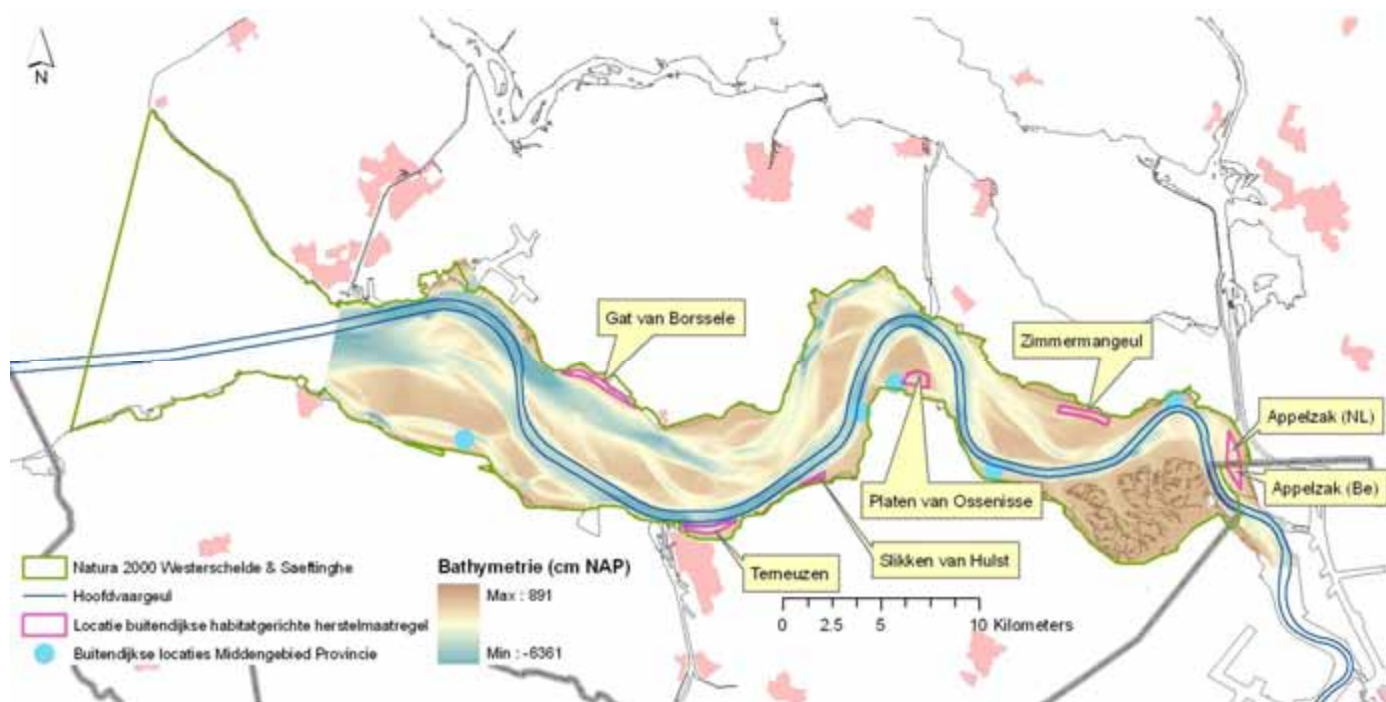 N
Gat van Borssele
Zimmermangeul
Appelzak (NL)
Appelzak (Be)
Platen van Ossenisse
Slikken van Hulst
Terneuzen
Natura 2000 Westerschelde & Saeftinghe
Hoofdvaargeul
Locatie buitendijkse habitatgerichte herstelmaatregel
Buitendijkse locaties Middengebied Provincie
Bathymetrie (cm NAP)
Max : 891
Min : -6361
0 2.5 5 10 Kilometers